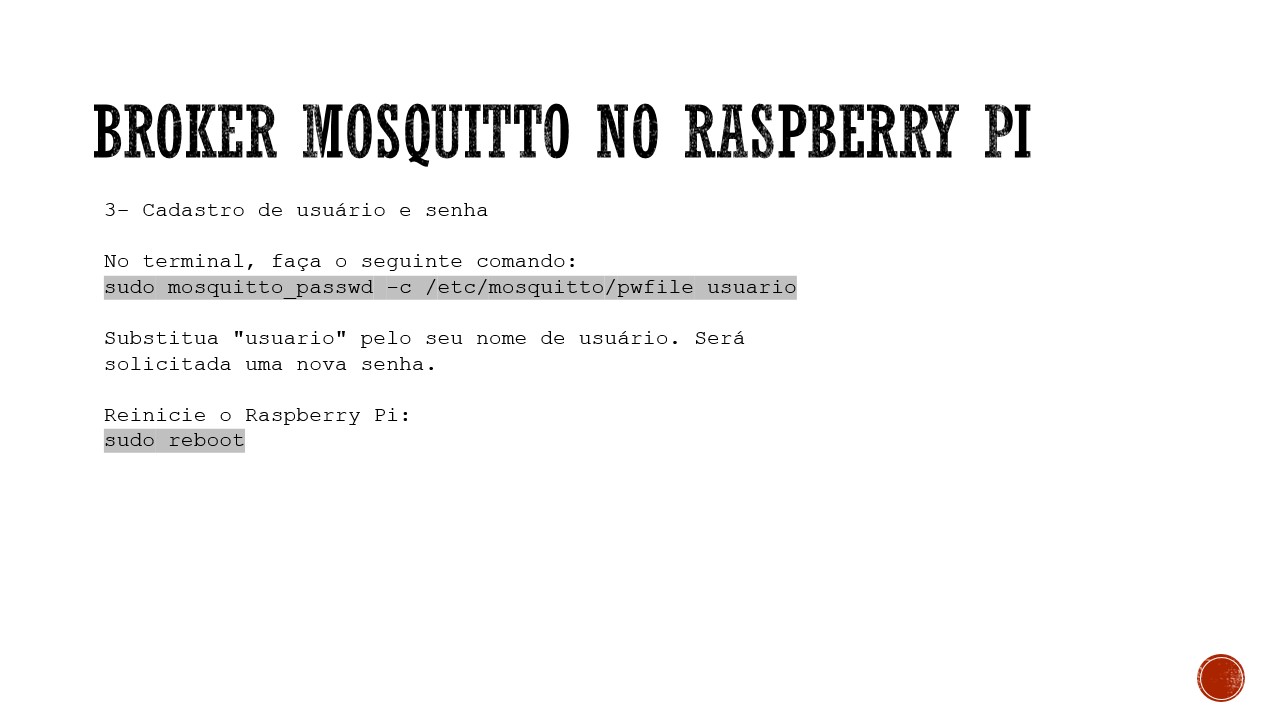 BROKER MOSQUITTO NO RASPBERRY PI
3- Cadastro de usuário e senha
No terminal, faça o seguinte comando:
sudo mosquitto_passwd -c /etc/mosquitto/pwfile usuario
Substitua "usuario" pelo seu nome de usuário. Será
solicitada uma nova senha.
Reinicie o Raspberry Pi:
sudo reboot